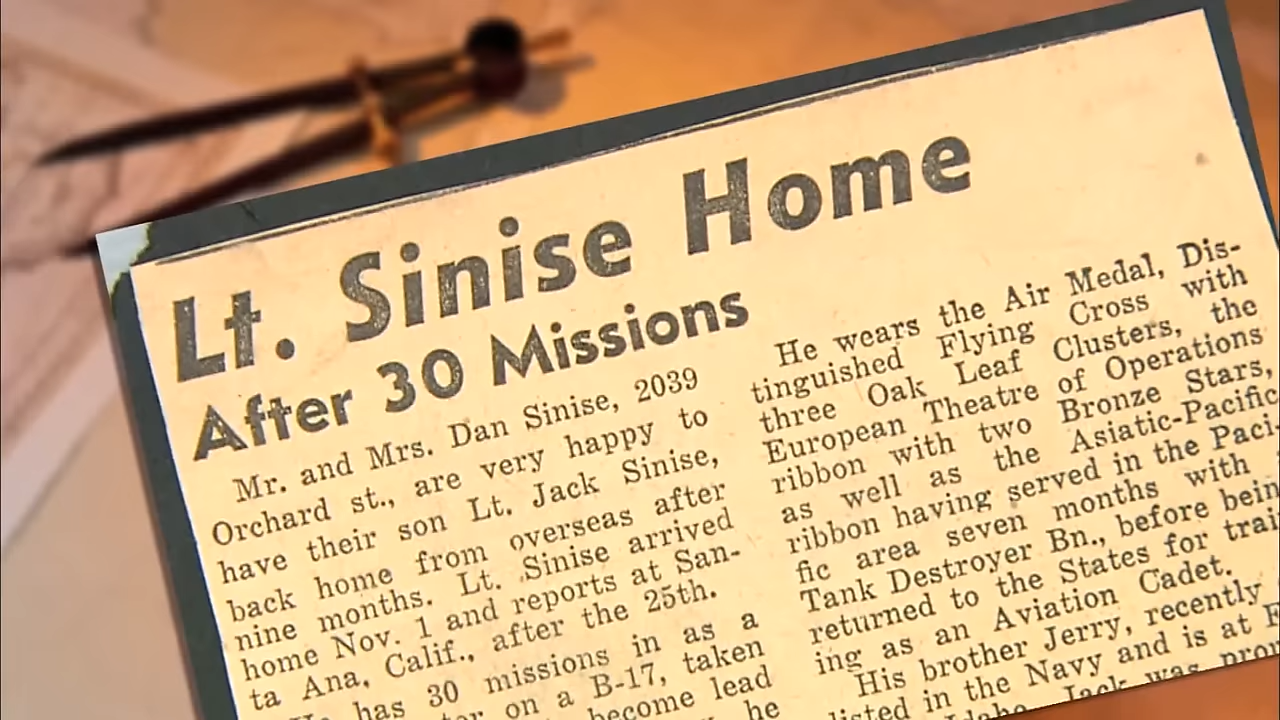 Lt. Sinise Home
After 30 Missions
Mr. and Mrs. Dan Sinise, 2039
Orchard st., are very happy to
have their son Lt. Jack Sinise,
back home from overseas after
nine months. Lt. Sinise arrived
home Nov. 1 and reports at San-
ta Ana, Calif., after the 25th.
has 30 missions in as a
on a B-17, taken
become lead
he
He wears the Air Medal, Dis-
tinguished Flying Cross with
three Oak Leaf Clusters, the
European Theatre of Operations
ribbon with two Bronze Stars,
as well as the Asiatic-Pacific
ribbon having served in the Paci-
fic area seven months with
Tank Destroyer Bn., before bein
returned to the States for trai
ing as an Aviation Cadet.
His brother Jerry, recently
listed in the Navy and is at
Idaho. Jack was